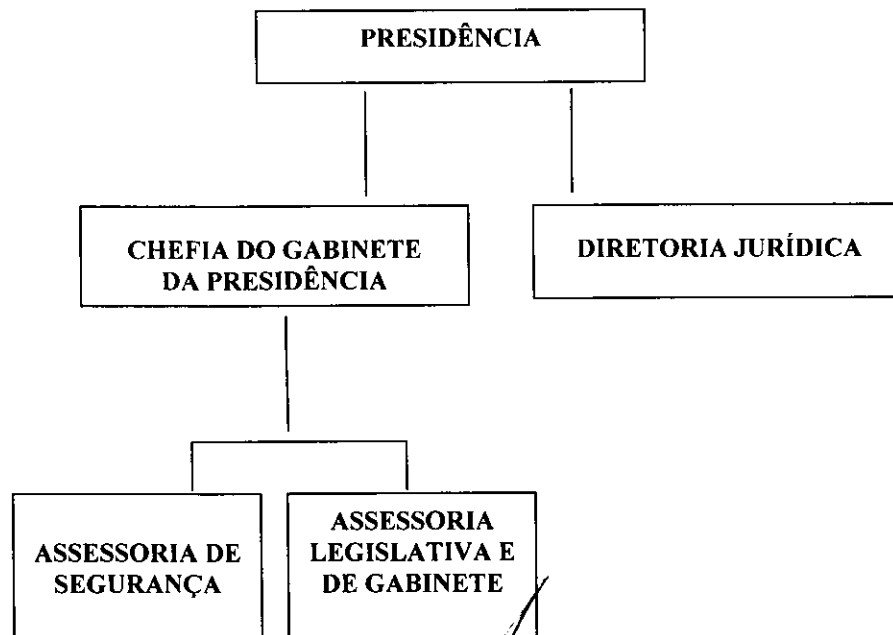 PRESIDÊNCIA
CHEFIA DO GABINETE
DA PRESIDÊNCIA
DIRETORIA JURÍDICA
ASSESSORIA DE
SEGURANÇA
ASSESSORIA
LEGISLATIVA E
DE GABINETE